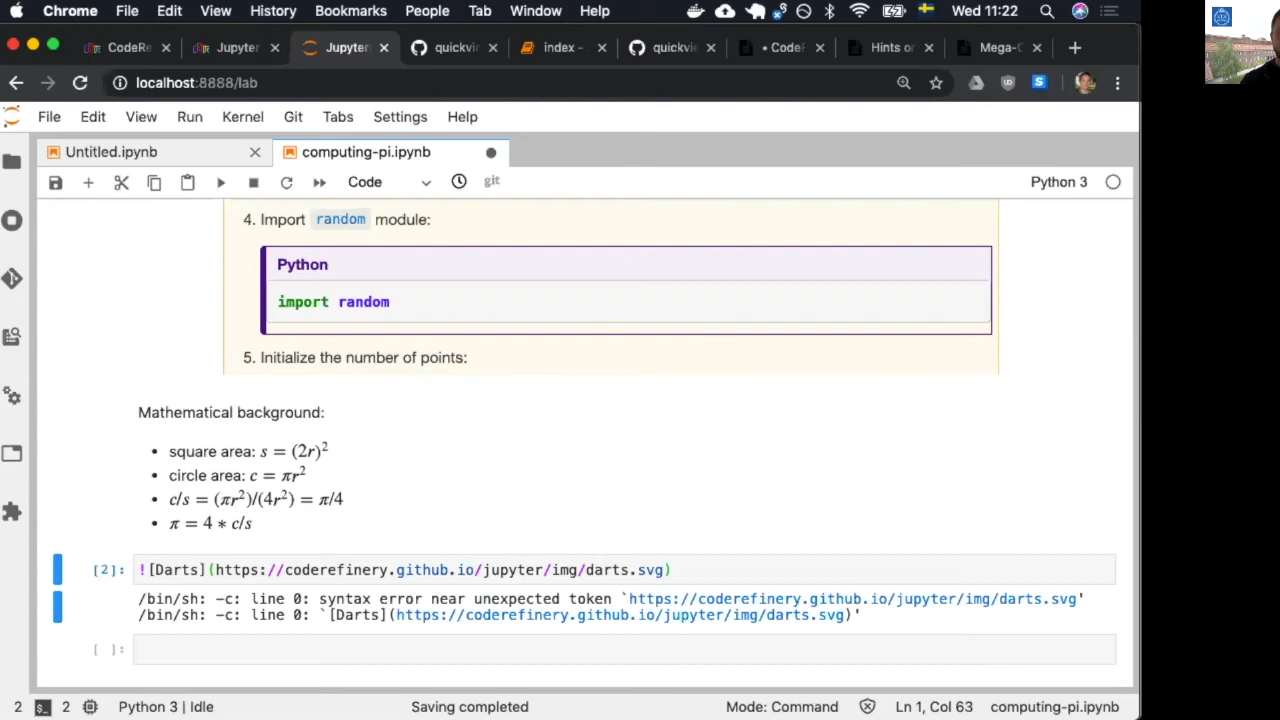 Chrome File Edit View History Bookmarks People Tab Window Help Wed 11:22
CodeRe Jupyter Jupyter quickvi index – quickvie • CodeF Hints or Mega-C
localhost:8888/lab
File Edit View Run Kernel Git Tabs Settings Help
Untitled.ipynb computing-pi.ipynb
Code git Python 3
4. Import random module:
Python
import random
5. Initialize the number of points:
Mathematical background:
• square area: s = (2r)²
• circle area: c = πr²
• c/s = (πr²)/(4r²) = π/4
• π = 4 * c/s
[2]: ![Darts](https://coderefinery.github.io/jupyter/img/darts.svg)
/bin/sh: -c: line 0: syntax error near unexpected token `https://coderefinery.github.io/jupyter/img/darts.svg'
/bin/sh: -c: line 0: `[Darts](https://coderefinery.github.io/jupyter/img/darts.svg)'
[ ]:
2 $_ 2 Python 3 | Idle Saving completed Mode: Command Ln 1, Col 63 computing-pi.ipynb